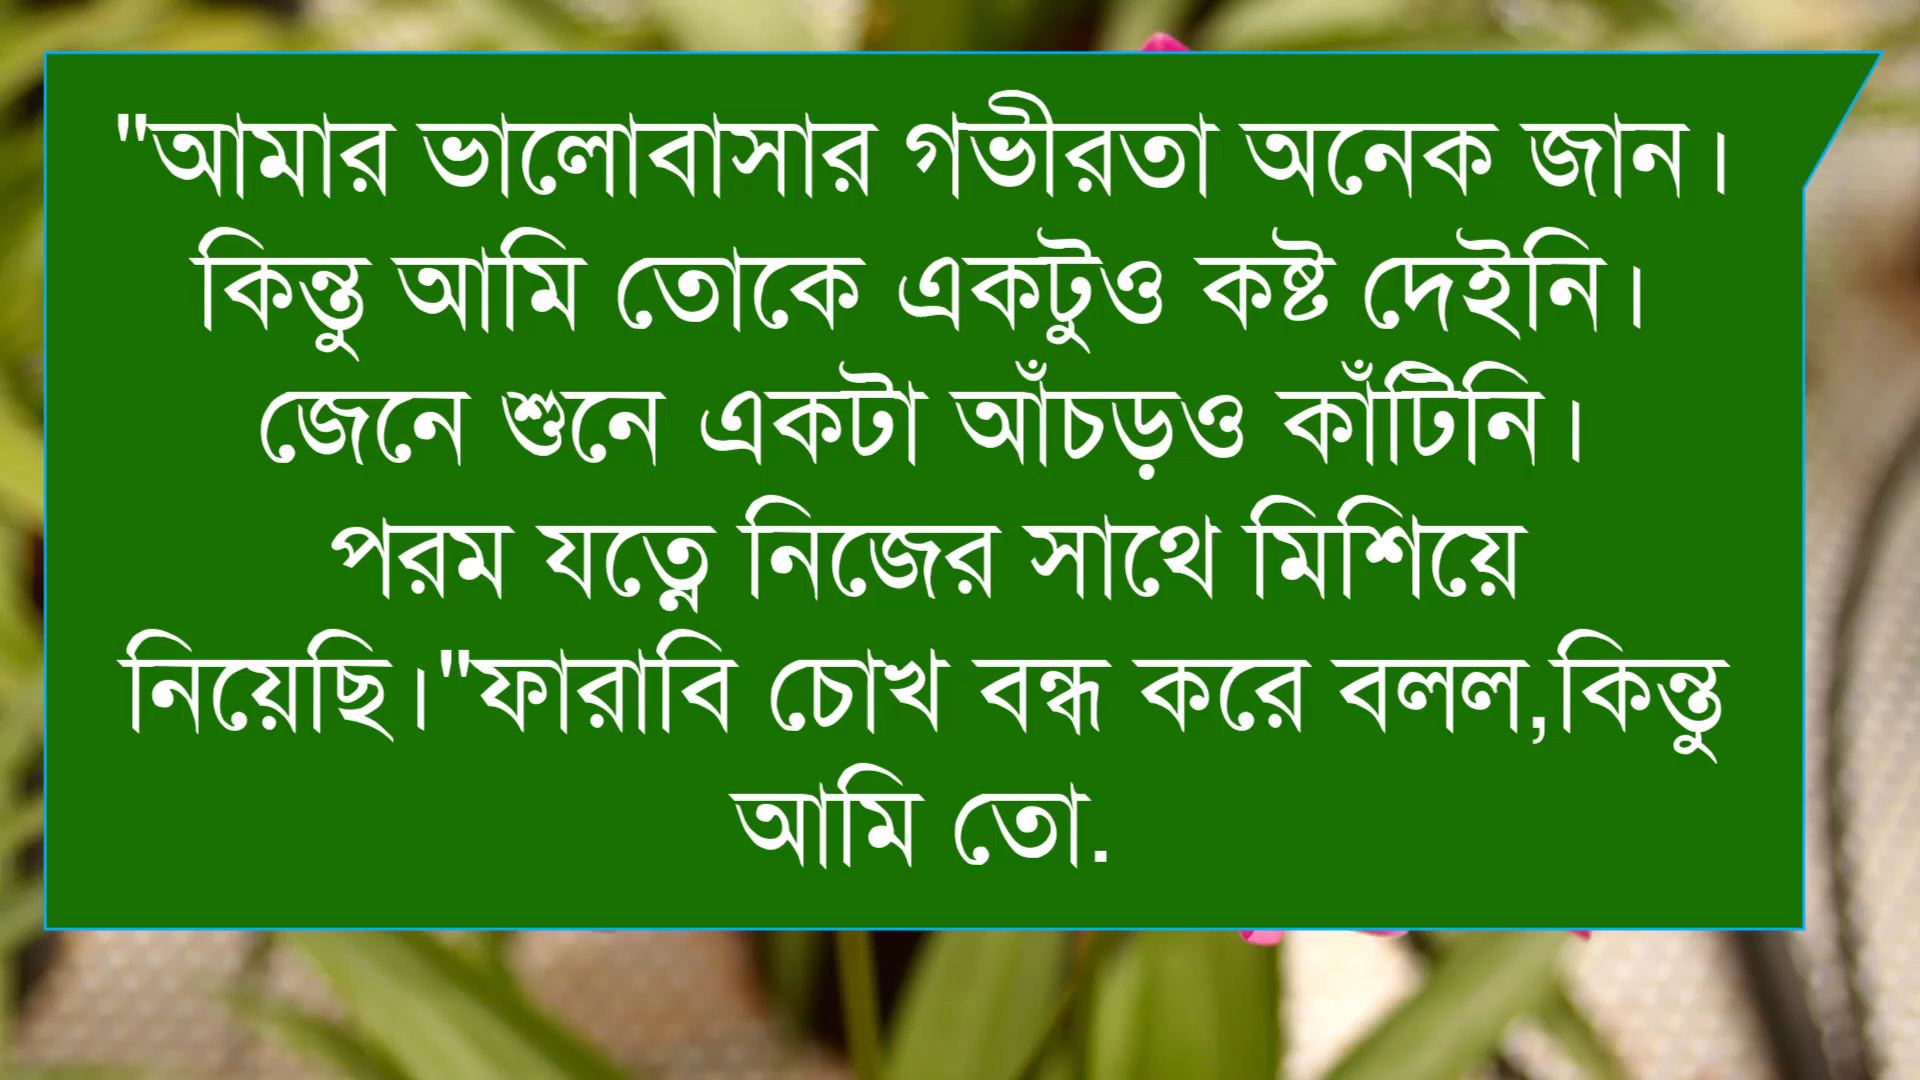 "আমার ভালোবাসার গভীরতা অনেক জান।
কিন্তু আমি তোকে একটুও কষ্ট দেইনি।
জেনে শুনে একটা আঁচড়ও কাঁটিনি।
পরম যত্নে নিজের সাথে মিশিয়ে
নিয়েছি।"ফারাবি চোখ বন্ধ করে বলল,কিন্তু
আমি তো.